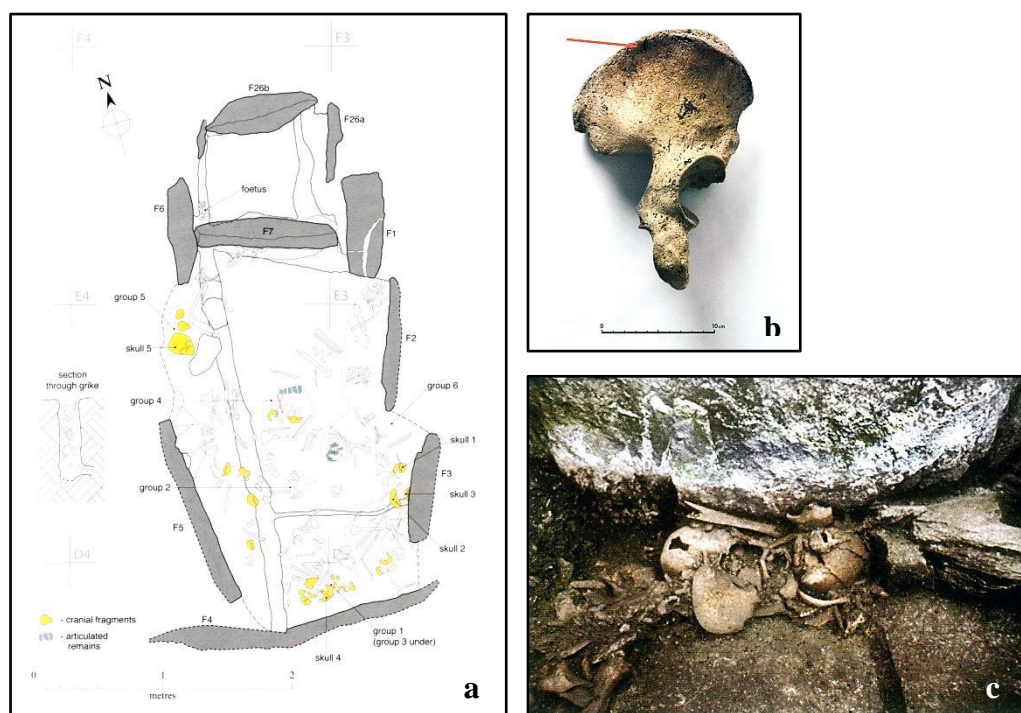 F4
F3
N
F26b
F26a
foetus
F6
F7
F1
E4
E3
group 5
F2
skull 5
section
through grike
group 4
group 6
skull 1
group 2
F3
skull 3
F5
skull 2
D4
- cranial fragments
- articulated
remains
F4
group 1
(group 3 under)
skull 4
0
1
2
metres
a
0
10cm
b
c